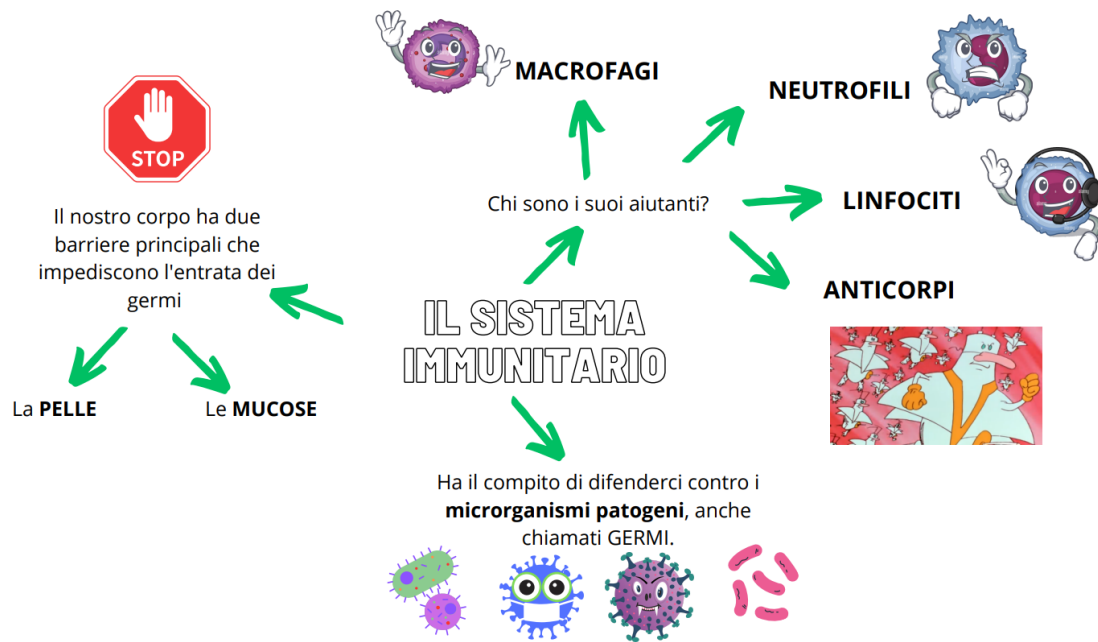 MACROFAGI
NEUTROFILI
STOP
Chi sono i suoi aiutanti?
LINFOCITI
Il nostro corpo ha due
barriere principali che
impediscono l'entrata dei
germi
ANTICORPI
IL SISTEMA
IMMUNITARIO
La PELLE
Le MUCOSE
Ha il compito di difenderci contro i
microrganismi patogeni, anche
chiamati GERMI.